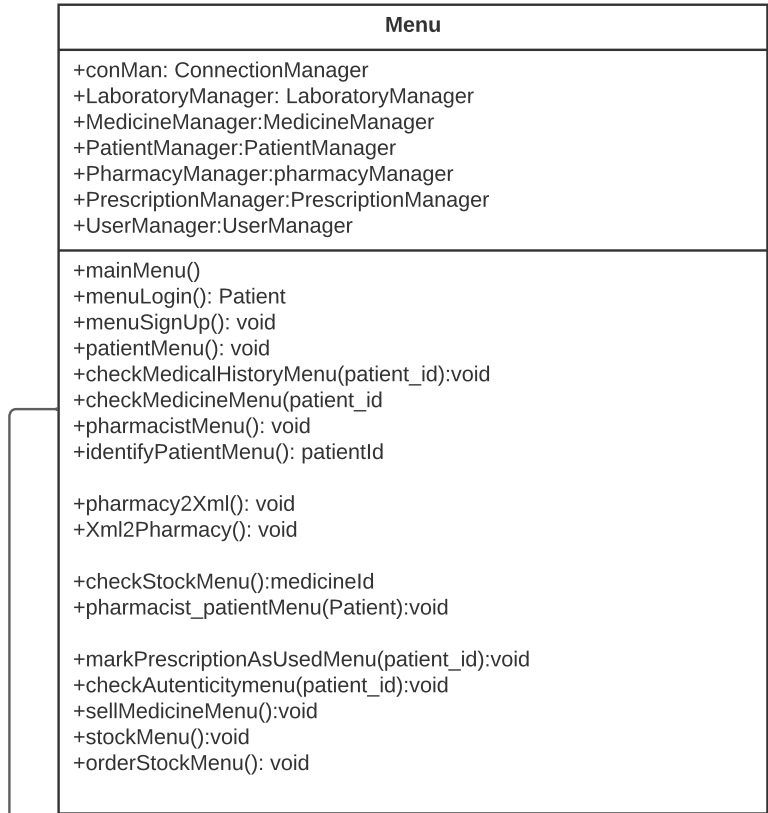 Menu
+conMan: ConnectionManager
+LaboratoryManager: LaboratoryManager
+MedicineManager:MedicineManager
+PatientManager:PatientManager
+PharmacyManager:pharmacyManager
+PrescriptionManager:PrescriptionManager
+UserManager:UserManager
+mainMenu()
+menuLogin(): Patient
+menuSignUp(): void
+patientMenu(): void
+checkMedicalHistoryMenu(patient_id):void
+checkMedicineMenu(patient_id
+pharmacistMenu(): void
+identifyPatientMenu(): patientId
+pharmacy2Xml(): void
+Xml2Pharmacy(): void
+checkStockMenu():medicineId
+pharmacist_patientMenu(Patient):void
+markPrescriptionAsUsedMenu(patient_id):void
+checkAutenticitymenu(patient_id):void
+sellMedicineMenu():void
+stockMenu():void
+orderStockMenu(): void